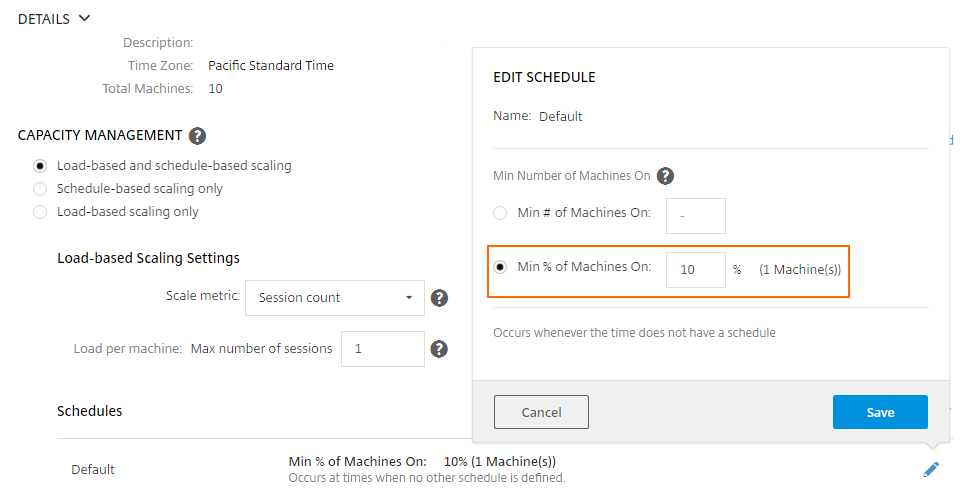 DETAILS
Description:
Time Zone: Pacific Standard Time
Total Machines: 10
CAPACITY MANAGEMENT ?
Load-based and schedule-based scaling
Schedule-based scaling only
Load-based scaling only
Load-based Scaling Settings
Scale metric: Session count ?
Load per machine: Max number of sessions 1 ?
Schedules
Default
Min % of Machines On: 10% (1 Machine(s))
Occurs at times when no other schedule is defined.
EDIT SCHEDULE
Name: Default
Min Number of Machines On ?
Min # of Machines On: -
Min % of Machines On: 10 % (1 Machine(s))
Occurs whenever the time does not have a schedule
Cancel Save